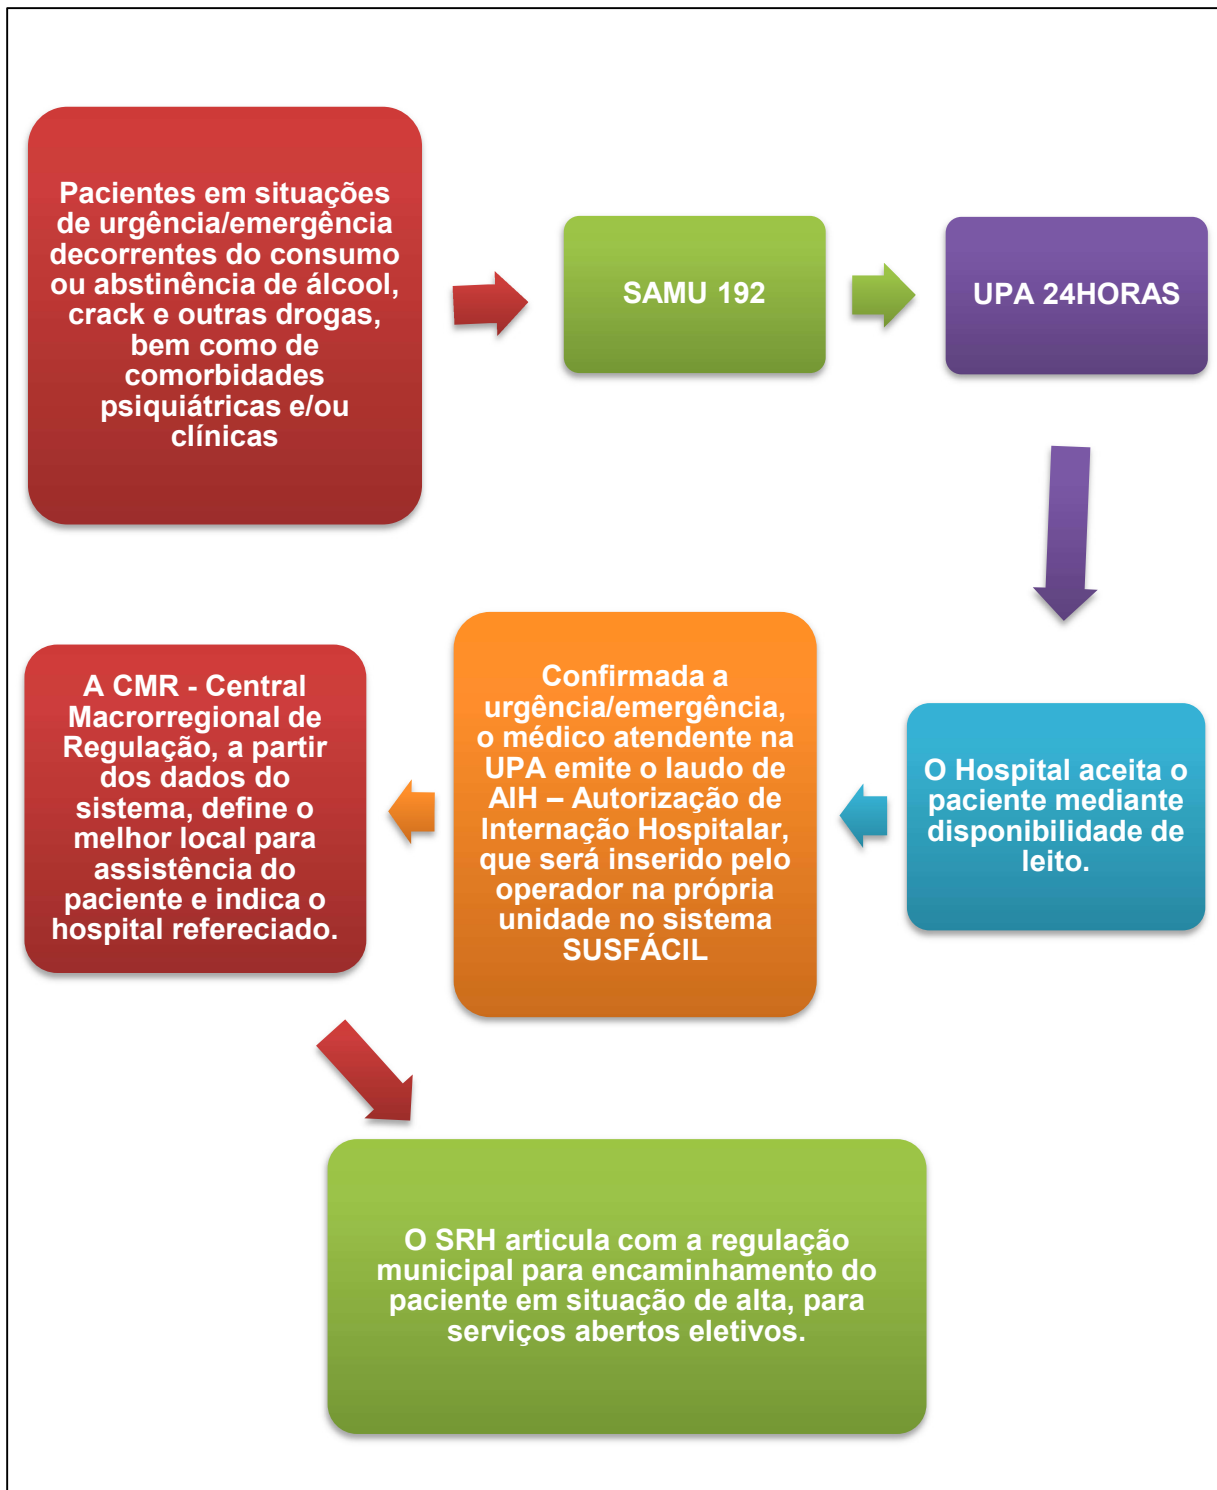 Pacientes em situações
de urgência/emergência
decorrentes do consumo
ou abstinência de álcool,
crack e outras drogas,
bem como de
comorbidades
psiquiátricas e/ou
clínicas
SAMU 192
UPA 24HORAS
O Hospital aceita o
paciente mediante
disponibilidade de
leito.
Confirmada a
urgência/emergência,
o médico atendente na
UPA emite o laudo de
AIH – Autorização de
Internação Hospitalar,
que será inserido pelo
operador na própria
unidade no sistema
SUSFÁCIL
A CMR - Central
Macrorregional de
Regulação, a partir
dos dados do
sistema, define o
melhor local para
assistência do
paciente e indica o
hospital refereciado.
O SRH articula com a regulação
municipal para encaminhamento do
paciente em situação de alta, para
serviços abertos eletivos.